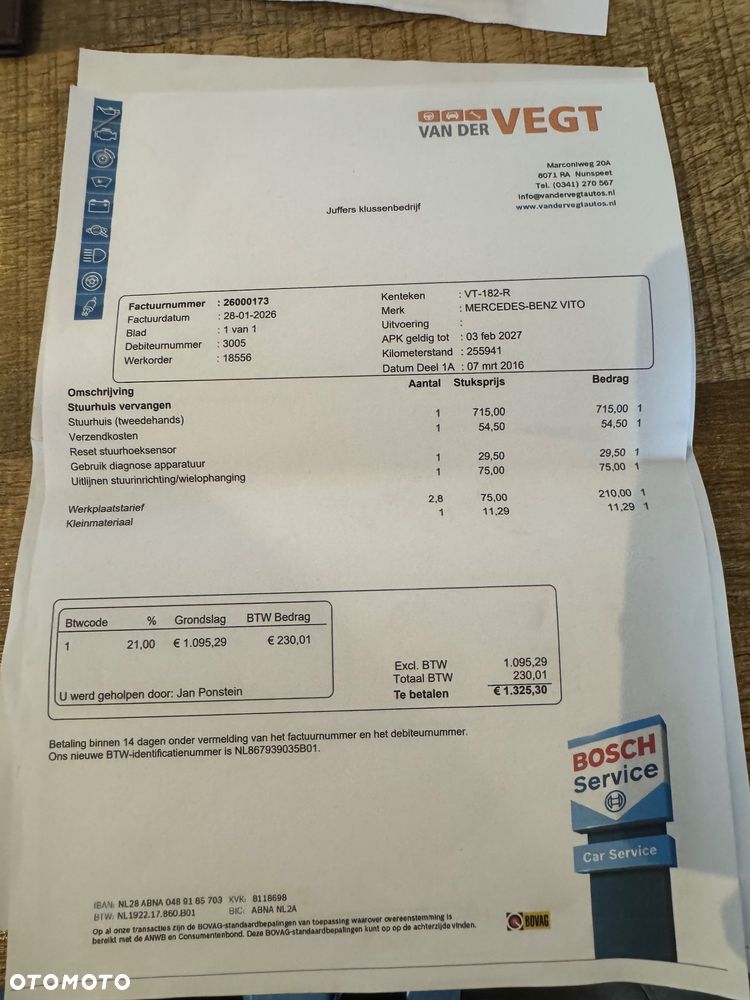 VAN DER VEGT
Marconiweg 20A
8071 RA Nunspeet
Tel. (0341) 270 567
info@vandervegtautos.nl
www.vandervegtautos.nl
Juffers klussenbedrijf
Factuurnummer : 26000173
Factuurdatum : 28-01-2026
Blad : 1 van 1
Debiteurnummer : 3005
Werkorder : 18556
Kenteken : VT-182-R
Merk : MERCEDES-BENZ VITO
Uitvoering :
APK geldig tot : 03 feb 2027
Kilometerstand : 255941
Datum Deel 1A : 07 mrt 2016
Omschrijving Aantal Stuksprijs Bedrag
Stuurhuis vervangen
Stuurhuis (tweedehands) 1 715,00 715,00 1
Verzendkosten 1 54,50 54,50 1
Reset stuurhoeksensor
Gebruik diagnose apparatuur 1 29,50 29,50 1
Uitlijnen stuurinrichting/wielophanging 1 75,00 75,00 1
Werkplaatstarief 2,8 75,00 210,00 1
Kleinmateriaal 1 11,29 11,29 1
Btwcode % Grondslag BTW Bedrag
1 21,00 € 1.095,29 € 230,01
U werd geholpen door: Jan Ponstein
Excl. BTW 1.095,29
Totaal BTW 230,01
Te betalen € 1.325,30
Betaling binnen 14 dagen onder vermelding van het factuurnummer en het debiteurnummer.
Ons nieuwe BTW-identificatienummer is NL867939035B01.
BOSCH
Service
Car Service
IBAN: NL28 ABNA 048 91 85 703 KVK: 8118698
BTW: NL1922.17.860.B01 BIC: ABNA NL2A
Op al onze transacties zijn de BOVAG-standaardbepalingen van toepassing waarover overeenstemming is
bereikt met de ANWB en Consumentenbond. Deze BOVAG-standaardbepalingen kunt op op de achterzijde vinden.
BOVAG
OTOMOTO